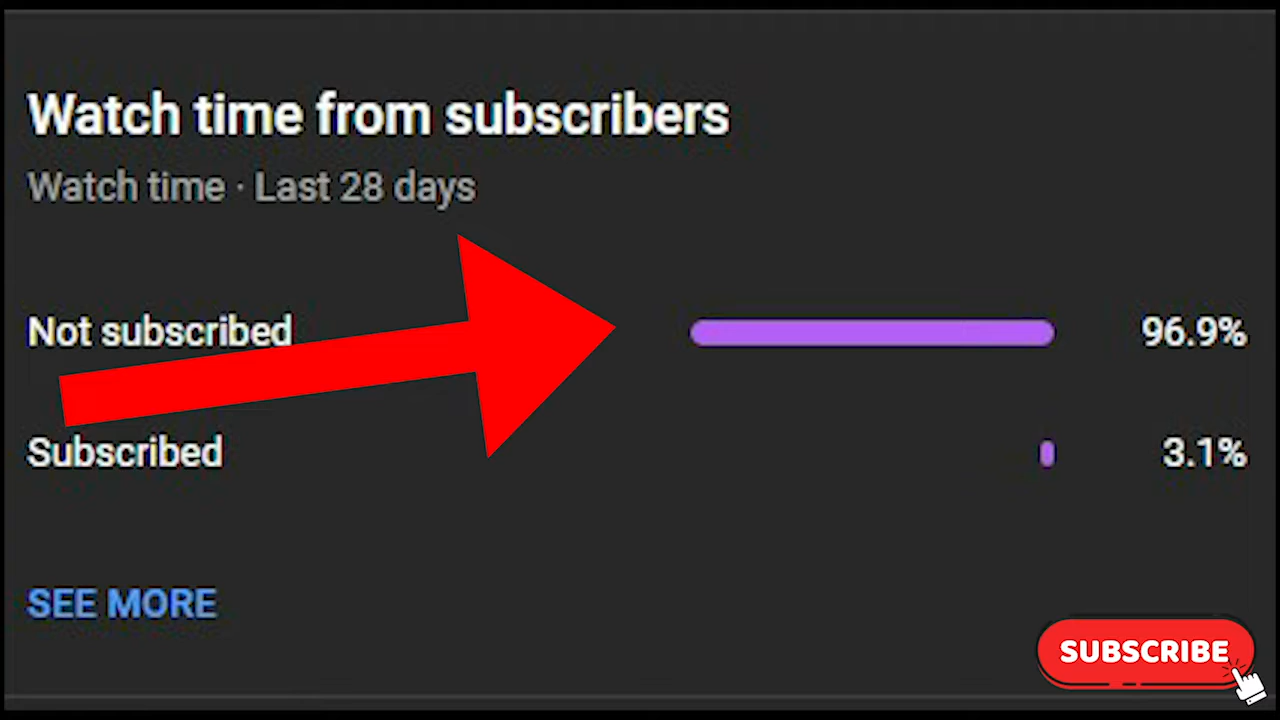 Watch time from subscribers
Watch time · Last 28 days
Not subscribed 96.9%
Subscribed 3.1%
SEE MORE
SUBSCRIBE